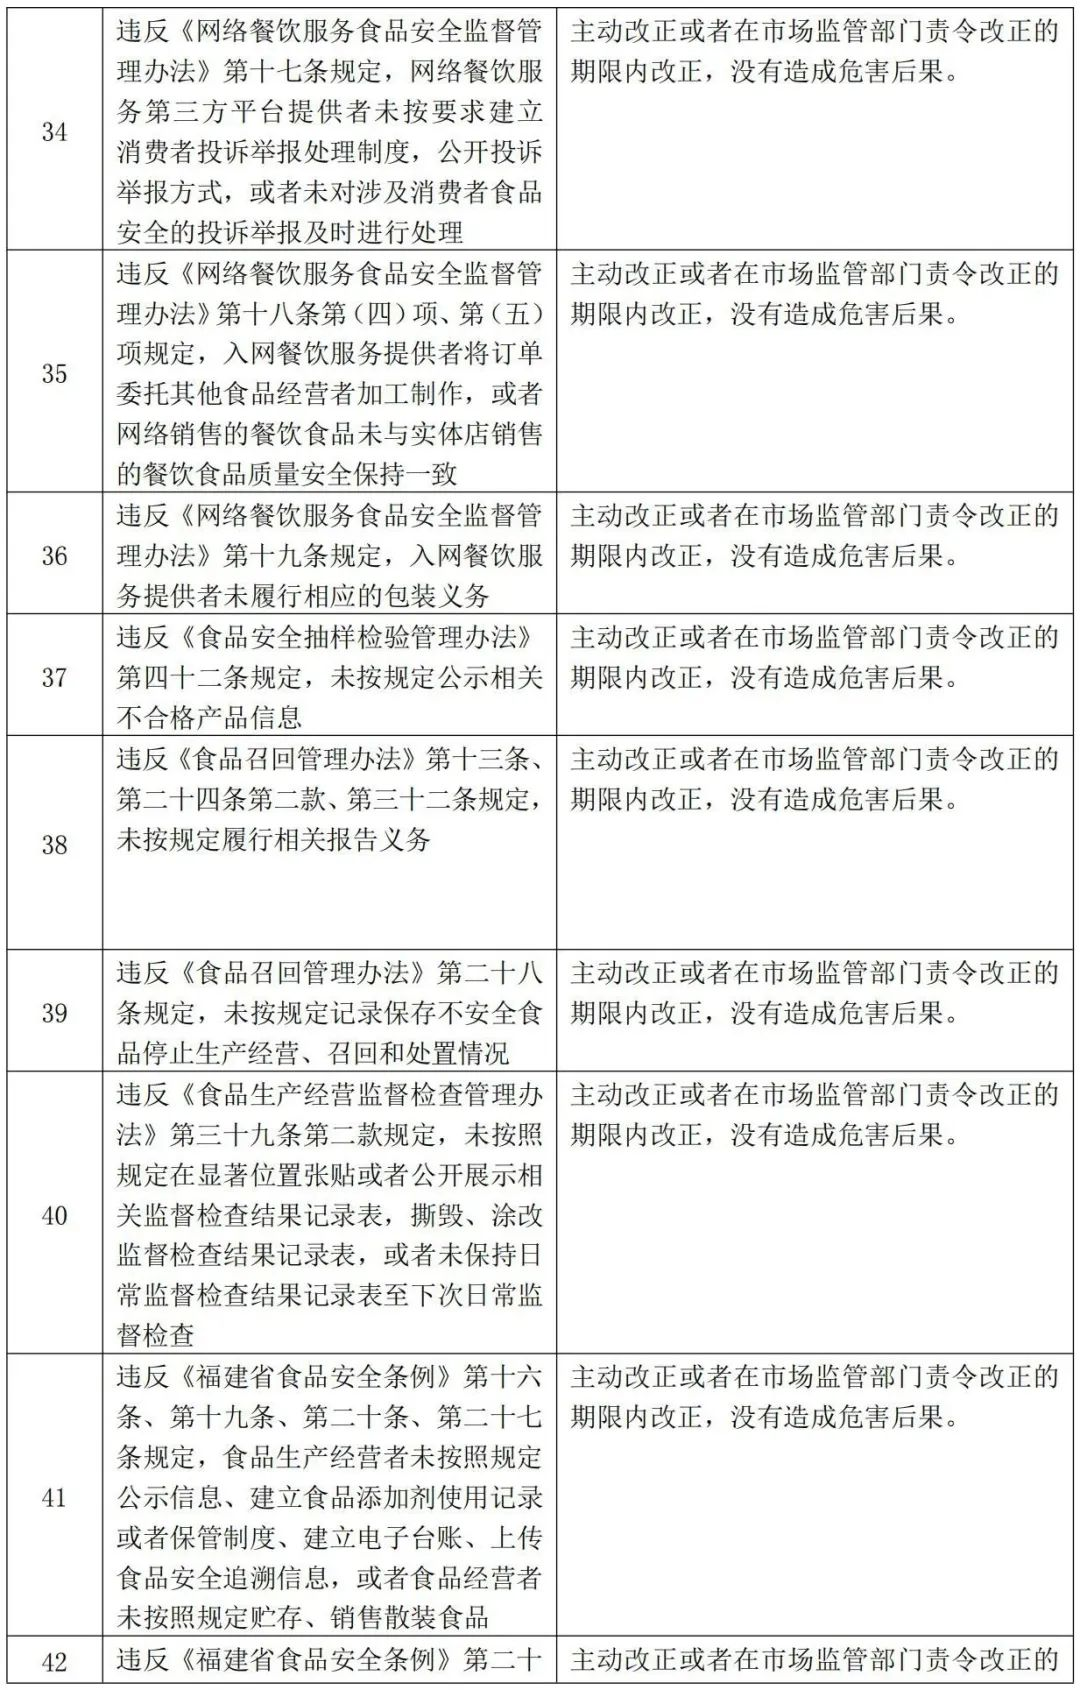 34
违反《网络餐饮服务食品安全监督管
理办法》第十七条规定，网络餐饮服
务第三方平台提供者未按要求建立
消费者投诉举报处理制度，公开投诉
举报方式，或者未对涉及消费者食品
安全的投诉举报及时进行处理
主动改正或者在市场监管部门责令改正的
期限内改正，没有造成危害后果。
35
违反《网络餐饮服务食品安全监督管
理办法》第十八条第（四）项、第（五）
项规定，入网餐饮服务提供者将订单
委托其他食品经营者加工制作，或者
网络销售的餐饮食品未与实体店销售
的餐饮食品质量安全保持一致
主动改正或者在市场监管部门责令改正的
期限内改正，没有造成危害后果。
36
违反《网络餐饮服务食品安全监督管
理办法》第十九条规定，入网餐饮服
务提供者未履行相应的包装义务
主动改正或者在市场监管部门责令改正的
期限内改正，没有造成危害后果。
37
违反《食品安全抽样检验管理办法》
第四十二条规定，未按规定公示相关
不合格产品信息
主动改正或者在市场监管部门责令改正的
期限内改正，没有造成危害后果。
38
违反《食品召回管理办法》第十三条、
第二十四条第二款、第三十二条规定，
未按规定履行相关报告义务
主动改正或者在市场监管部门责令改正的
期限内改正，没有造成危害后果。
39
违反《食品召回管理办法》第二十八
条规定，未按规定记录保存不安全食
品停止生产经营、召回和处置情况
主动改正或者在市场监管部门责令改正的
期限内改正，没有造成危害后果。
40
违反《食品生产经营监督检查管理办
法》第三十九条第二款规定，未按照
规定在显著位置张贴或者公开展示相
关监督检查结果记录表，撕毁、涂改
监督检查结果记录表，或者未保持日
常监督检查结果记录表至下次日常监
督检查
主动改正或者在市场监管部门责令改正的
期限内改正，没有造成危害后果。
41
违反《福建省食品安全条例》第十六
条、第十九条、第二十条、第二十七
条规定，食品生产经营者未按照规定
公示信息、建立食品添加剂使用记录
或者保管制度、建立电子台账、上传
食品安全追溯信息，或者食品经营者
未按照规定贮存、销售散装食品
主动改正或者在市场监管部门责令改正的
期限内改正，没有造成危害后果。
42
违反《福建省食品安全条例》第二十
主动改正或者在市场监管部门责令改正的